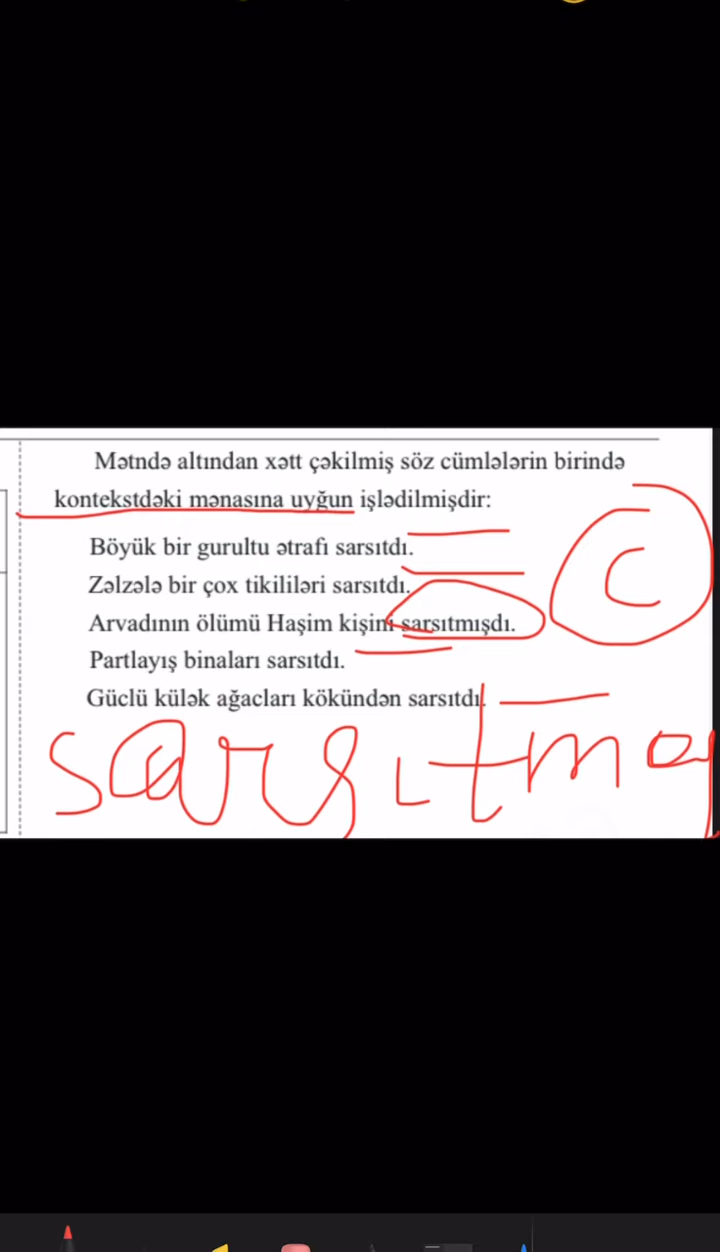 Mətndə altından xətt çəkilmiş söz cümlələrin birində
kontekstdəki mənasına uyğun işlədilmişdir:
Böyük bir gurultu ətrafı sarsıtdı.
Zəlzələ bir çox tikililəri sarsıtdı.
Arvadının ölümü Haşim kişini sarsıtmışdı.
C
Partlayış binaları sarsıtdı.
Güclü külək ağacları kökündən sarsıtdı.
sarsıtmaq